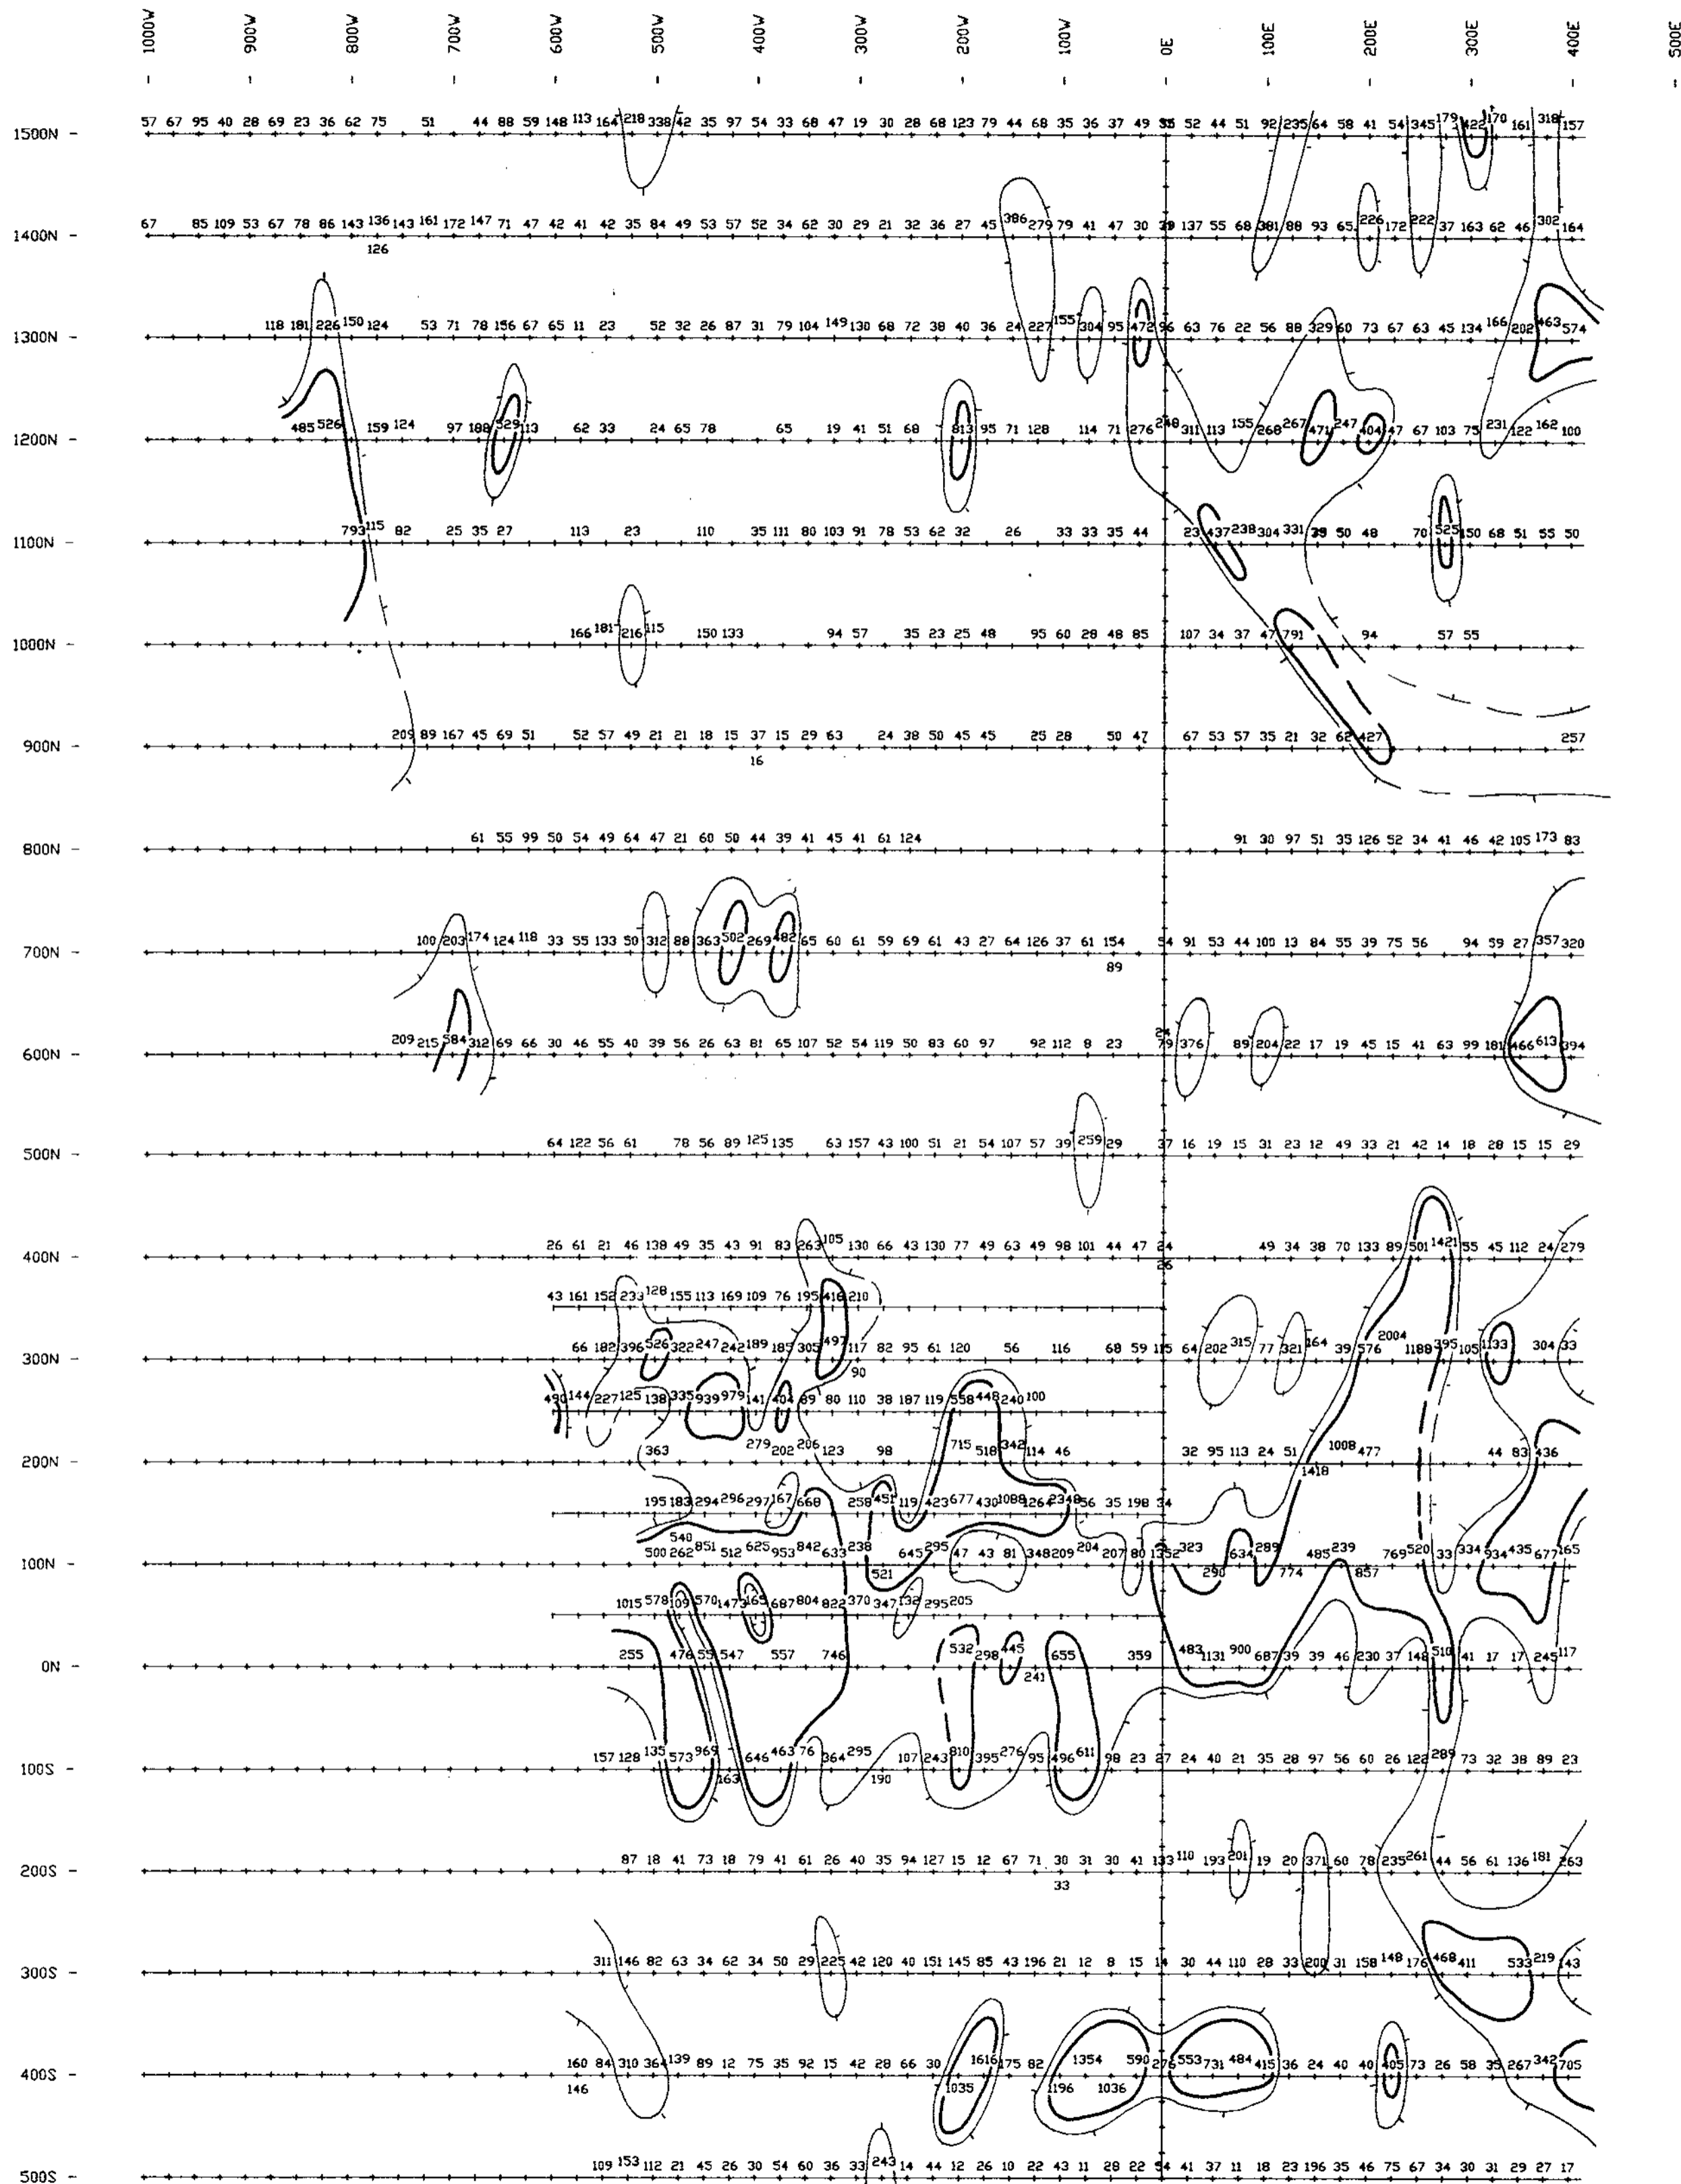 1000W 900W 800W 700W 600W 500W 400W 300W 200W 100W 0E 100E 200E 300E 400E 500E
1500N 57 67 95 40 28 69 23 36 62 75 51 44 88 59 148 113 164 218 338 42 35 97 54 33 68 47 19 30 28 68 123 79 44 68 35 36 37 49 52 44 51 92 235 64 58 41 54 345 179 422 170 161 318 157
1400N 67 85 109 53 67 78 86 143 136 143 161 172 147 71 47 42 41 42 35 84 49 53 57 52 34 62 30 29 21 32 36 27 45 386 279 79 41 47 30 137 55 68 381 88 93 65 226 172 222 37 163 62 46 302 164
126
1300N 118 181 226 150 124 53 71 78 156 67 65 11 23 52 32 26 87 31 79 104 149 130 68 72 38 40 36 24 227 155 304 95 472 96 63 76 22 56 88 329 60 73 67 63 45 134 166 202 463 574
1200N 485 526 159 124 97 188 529 113 62 33 24 65 78 65 19 41 51 68 813 95 71 128 114 71 276 248 311 113 155 268 267 471 247 404 47 67 103 75 231 122 162 100
1100N 793 115 82 25 35 27 113 23 110 35 111 80 103 91 78 53 62 32 26 33 33 35 44 23 437 238 304 331 50 48 70 525 150 68 51 55 50
1000N 166 181 216 115 150 133 94 57 35 23 25 48 95 60 28 48 85 107 34 37 47 791 94 57 55
900N 209 89 167 45 69 51 52 57 49 21 21 18 15 37 15 29 63 24 38 50 45 45 25 28 50 47 67 53 57 35 21 32 62 427 257
16
800N 61 55 99 50 54 49 64 47 21 60 50 44 39 41 45 41 61 124 91 30 97 51 35 126 52 34 41 46 42 105 173 83
700N 100 203 174 124 118 33 55 133 50 312 88 363 502 269 482 65 60 61 59 69 61 43 27 64 126 37 61 154 54 91 53 44 100 13 84 55 39 75 56 94 59 27 357 320
89
24
600N 209 215 584 312 69 66 30 46 55 40 39 56 26 63 81 65 107 52 54 119 50 83 60 97 92 112 8 23 79 376 89 204 22 17 19 45 15 41 63 99 181 466 613 394
500N 64 122 56 61 78 56 89 125 135 63 157 43 100 51 21 54 107 57 39 259 29 37 16 19 15 31 23 12 49 33 21 42 14 18 28 15 15 29
400N 26 61 21 46 138 49 35 43 91 83 263 105 130 66 43 130 77 49 63 49 98 101 44 47 24 49 34 38 70 133 89 501 1421 55 45 112 24 279
26
43 161 152 233 128 155 113 169 109 76 195 416 210
300N 66 182 396 526 322 247 242 189 185 305 497 117 82 95 61 120 56 116 68 59 115 64 202 315 77 321 164 39 576 2004 1188 395 105 1133 304 33
90
490 144 227 125 138 335 939 979 141 404 89 80 110 38 187 119 558 448 240 100
200N 363 279 202 206 123 98 715 518 342 114 46 32 95 113 24 51 1008 477 44 83 436
1418
195 183 294 296 297 167 668 258 451 119 423 677 430 1088 1264 2348 56 35 198 34
540
100N 500 262 851 512 625 953 842 633 238 645 295 47 43 81 348 209 204 207 80 1352 323 634 289 485 239 769 520 33 334 934 435 677 165
521 290 774 857
1015 578 109 570 1473 165 687 804 822 370 347 132 295 205
0N 255 476 55 547 557 746 532 298 445 655 359 483 1131 900 687 39 39 46 230 37 148 510 41 17 17 245 117
241
100S 157 128 135 573 969 646 463 76 364 295 107 243 810 395 276 95 496 611 98 23 27 24 40 21 35 28 97 56 60 26 122 289 73 32 38 89 23
163 190
200S 87 18 41 73 18 79 41 61 26 40 35 94 127 15 12 67 71 30 31 30 41 133 110 193 201 19 20 371 60 78 235 261 44 56 61 136 181 263
33
300S 311 146 82 63 34 62 34 50 29 225 42 120 40 151 145 85 43 196 21 12 8 15 14 30 44 110 28 33 200 31 158 148 176 468 411 533 219 143
400S 160 84 310 364 139 89 12 75 35 92 15 42 28 66 30 1616 175 82 1354 590 276 553 731 484 415 36 24 40 40 405 73 26 58 35 267 342 705
146 1035 1196 1036
500S 109 153 112 21 45 26 30 54 60 36 33 243 14 44 12 26 10 22 43 11 28 22 54 41 37 11 18 23 196 35 46 75 67 34 30 31 29 27 17